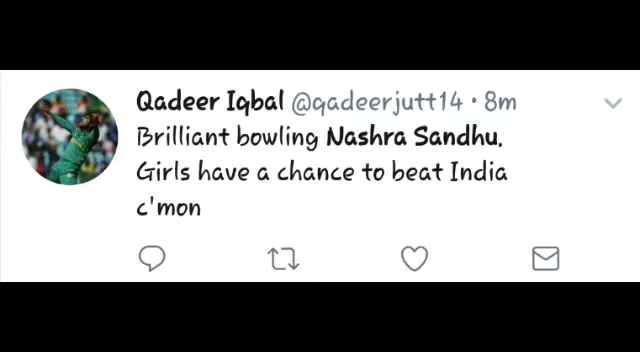 Qadeer Iqbal @qadeerjutt14 · 8m
Brilliant bowling Nashra Sandhu.
Girls have a chance to beat India
c'mon